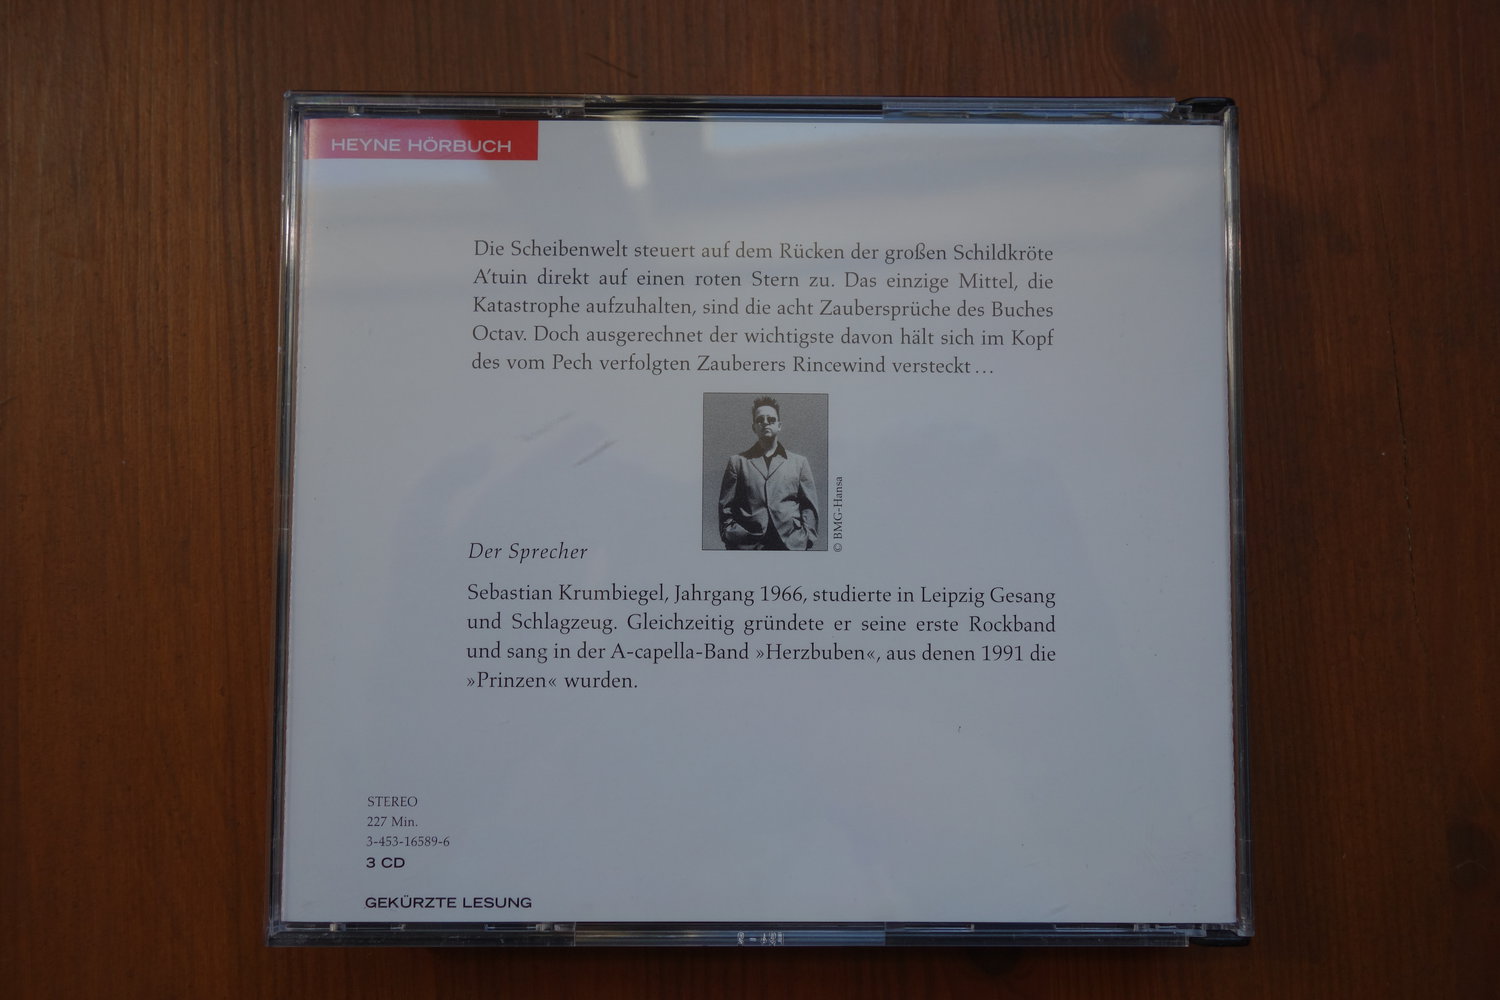 HEYNE HÖRBUCH
Die Scheibenwelt steuert auf dem Rücken der großen Schildkröte
A'tuin direkt auf einen roten Stern zu. Das einzige Mittel, die
Katastrophe aufzuhalten, sind die acht Zaubersprüche des Buches
Octav. Doch ausgerechnet der wichtigste davon hält sich im Kopf
des vom Pech verfolgten Zauberers Rincewind versteckt ...
© BMG-Hansa
Der Sprecher
Sebastian Krumbiegel, Jahrgang 1966, studierte in Leipzig Gesang
und Schlagzeug. Gleichzeitig gründete er seine erste Rockband
und sang in der A-capella-Band »Herzbuben«, aus denen 1991 die
»Prinzen« wurden.
STEREO
227 Min.
3-453-16589-6
3 CD
GEKÜRZTE LESUNG